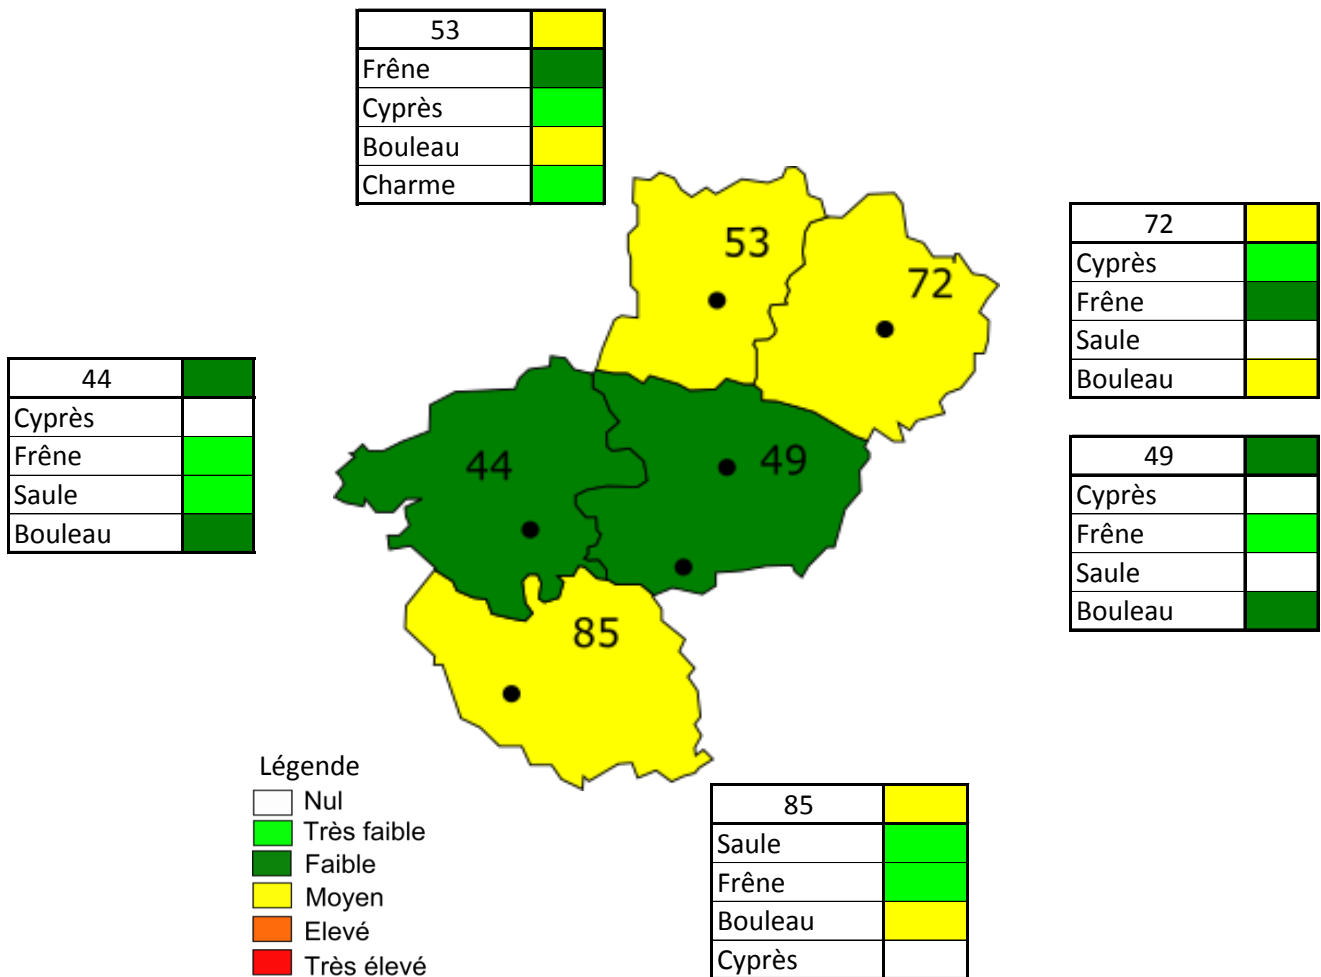 53
Frêne
Cyprès
Bouleau
Charme
53
72
72
Cyprès
Frêne
Saule
Bouleau
44
Cyprès
Frêne
Saule
Bouleau
44
49
49
Cyprès
Frêne
Saule
Bouleau
85
Légende
Nul
Très faible
Faible
Moyen
Elevé
Très élevé
85
Saule
Frêne
Bouleau
Cyprès